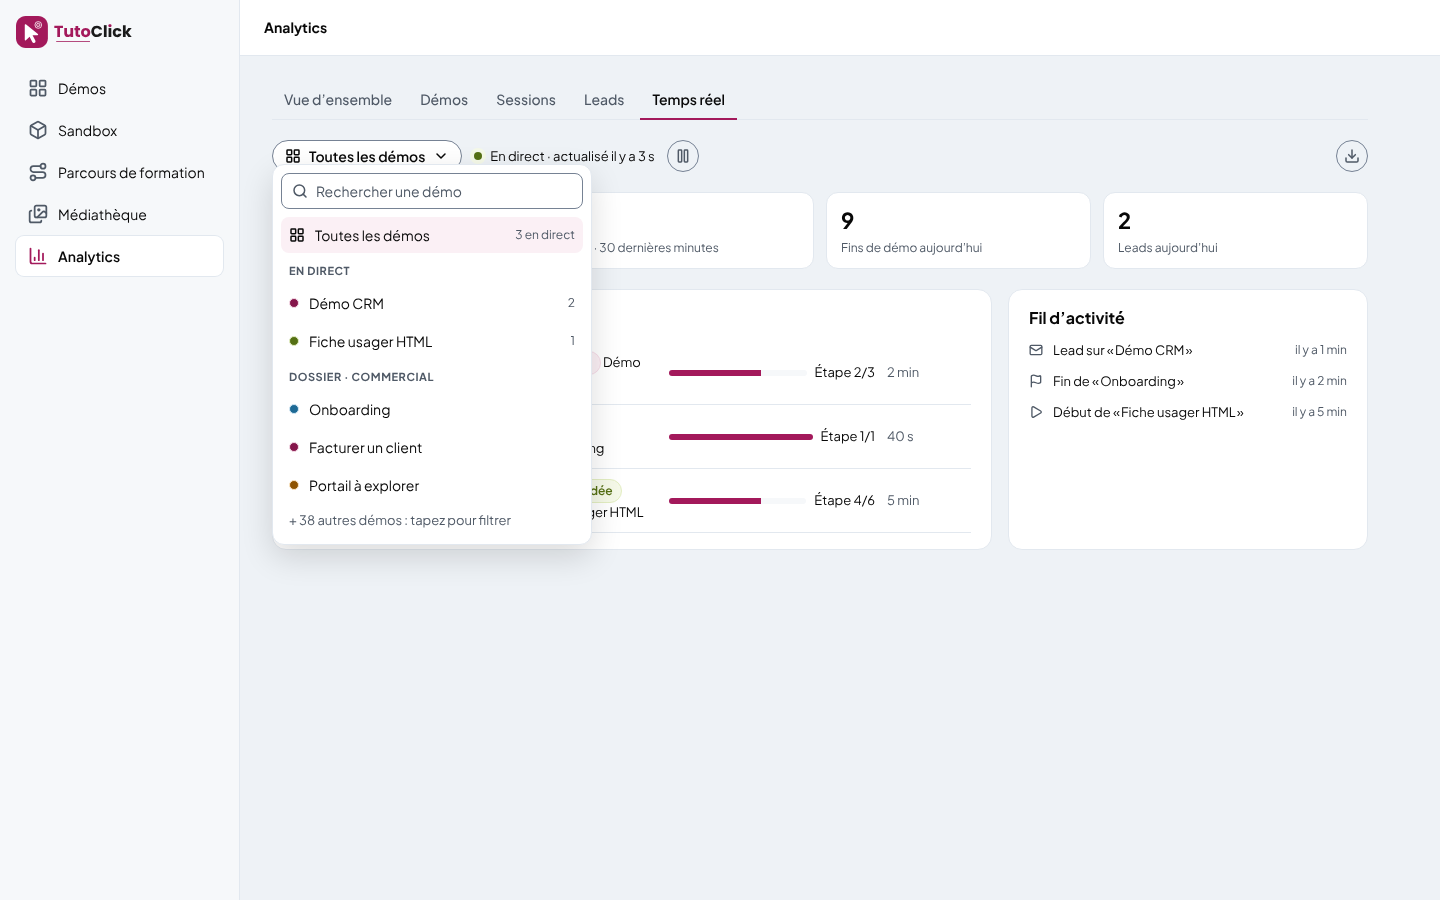 TutoClick
Analytics
Démos
Sandbox
Parcours de formation
Médiathèque
Analytics
Vue d’ensemble
Démos
Sessions
Leads
Temps réel
Toutes les démos
En direct · actualisé il y a 3 s
Rechercher une démo
Toutes les démos
3 en direct
EN DIRECT
Démo CRM
2
Fiche usager HTML
1
DOSSIER · COMMERCIAL
Onboarding
Facturer un client
Portail à explorer
+ 38 autres démos : tapez pour filtrer
· 30 dernières minutes
9
Fins de démo aujourd’hui
2
Leads aujourd’hui
Démo
Étape 2/3
2 min
Étape 1/1
40 s
HTML
Étape 4/6
5 min
Fil d’activité
Lead sur «Démo CRM»
il y a 1 min
Fin de «Onboarding»
il y a 2 min
Début de «Fiche usager HTML»
il y a 5 min